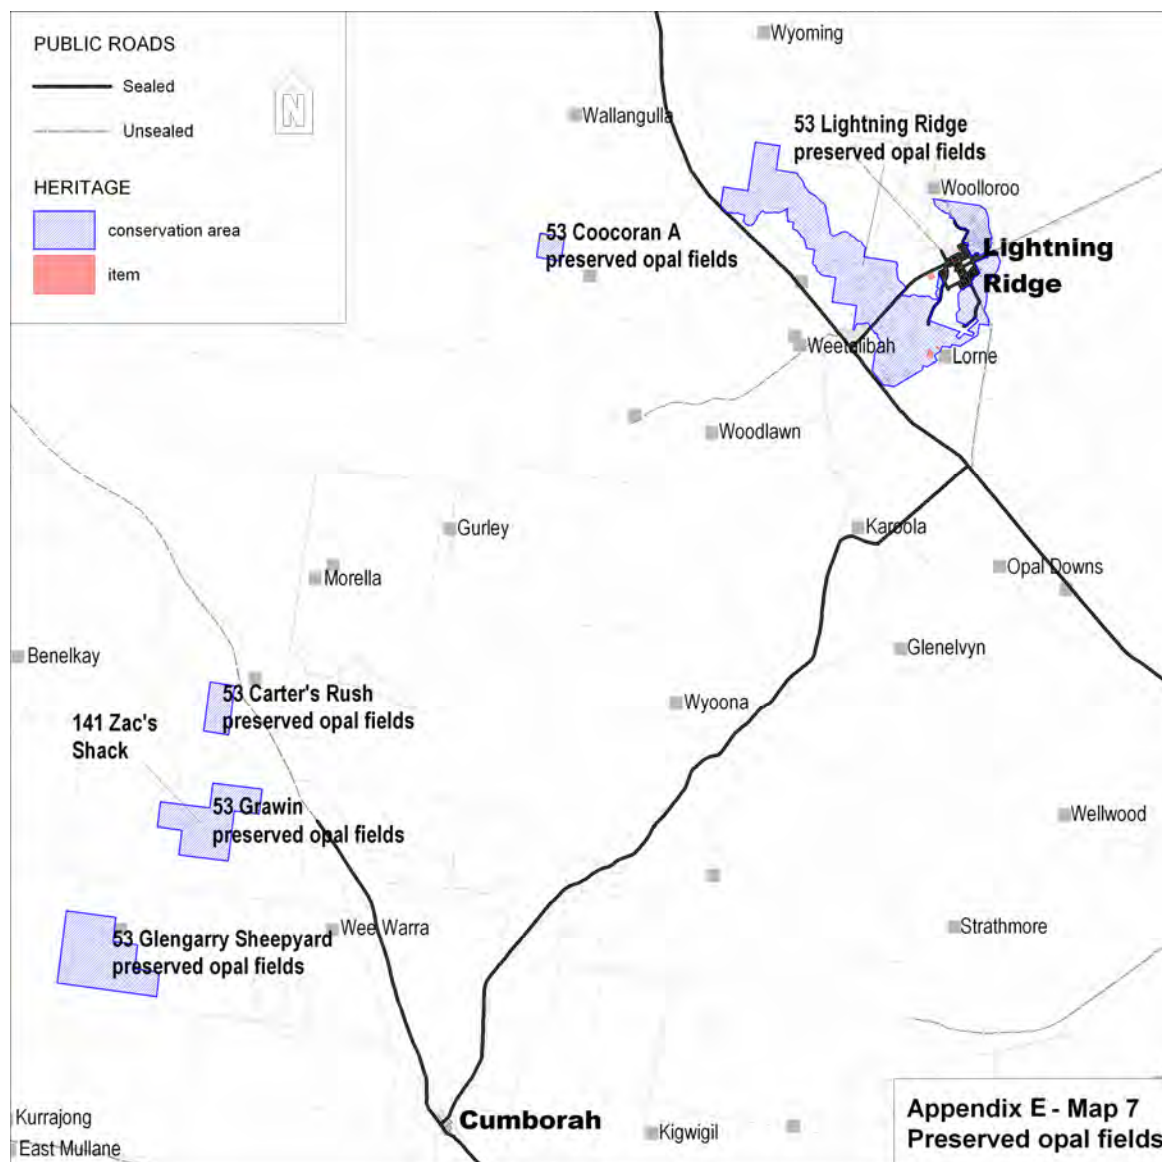 PUBLIC ROADS
Sealed
Unsealed
N
HERITAGE
conservation area
item
Wyoming
Wallangulla
53 Lightning Ridge
preserved opal fields
Woolloroo
53 Coocoran A
preserved opal fields
Lightning
Ridge
Weetalibah
Lorne
Woodlawn
Gurley
Karoola
Morella
Opal Downs
Benelkay
Glenelvyn
53 Carter's Rush
preserved opal fields
Wyoona
141 Zac's
Shack
53 Grawin
preserved opal fields
Wellwood
Wee Warra
Strathmore
53 Glengarry Sheepyard
preserved opal fields
Cumborah
Kurrajong
East Mullane
Kigwigil
Appendix E - Map 7
Preserved opal fields